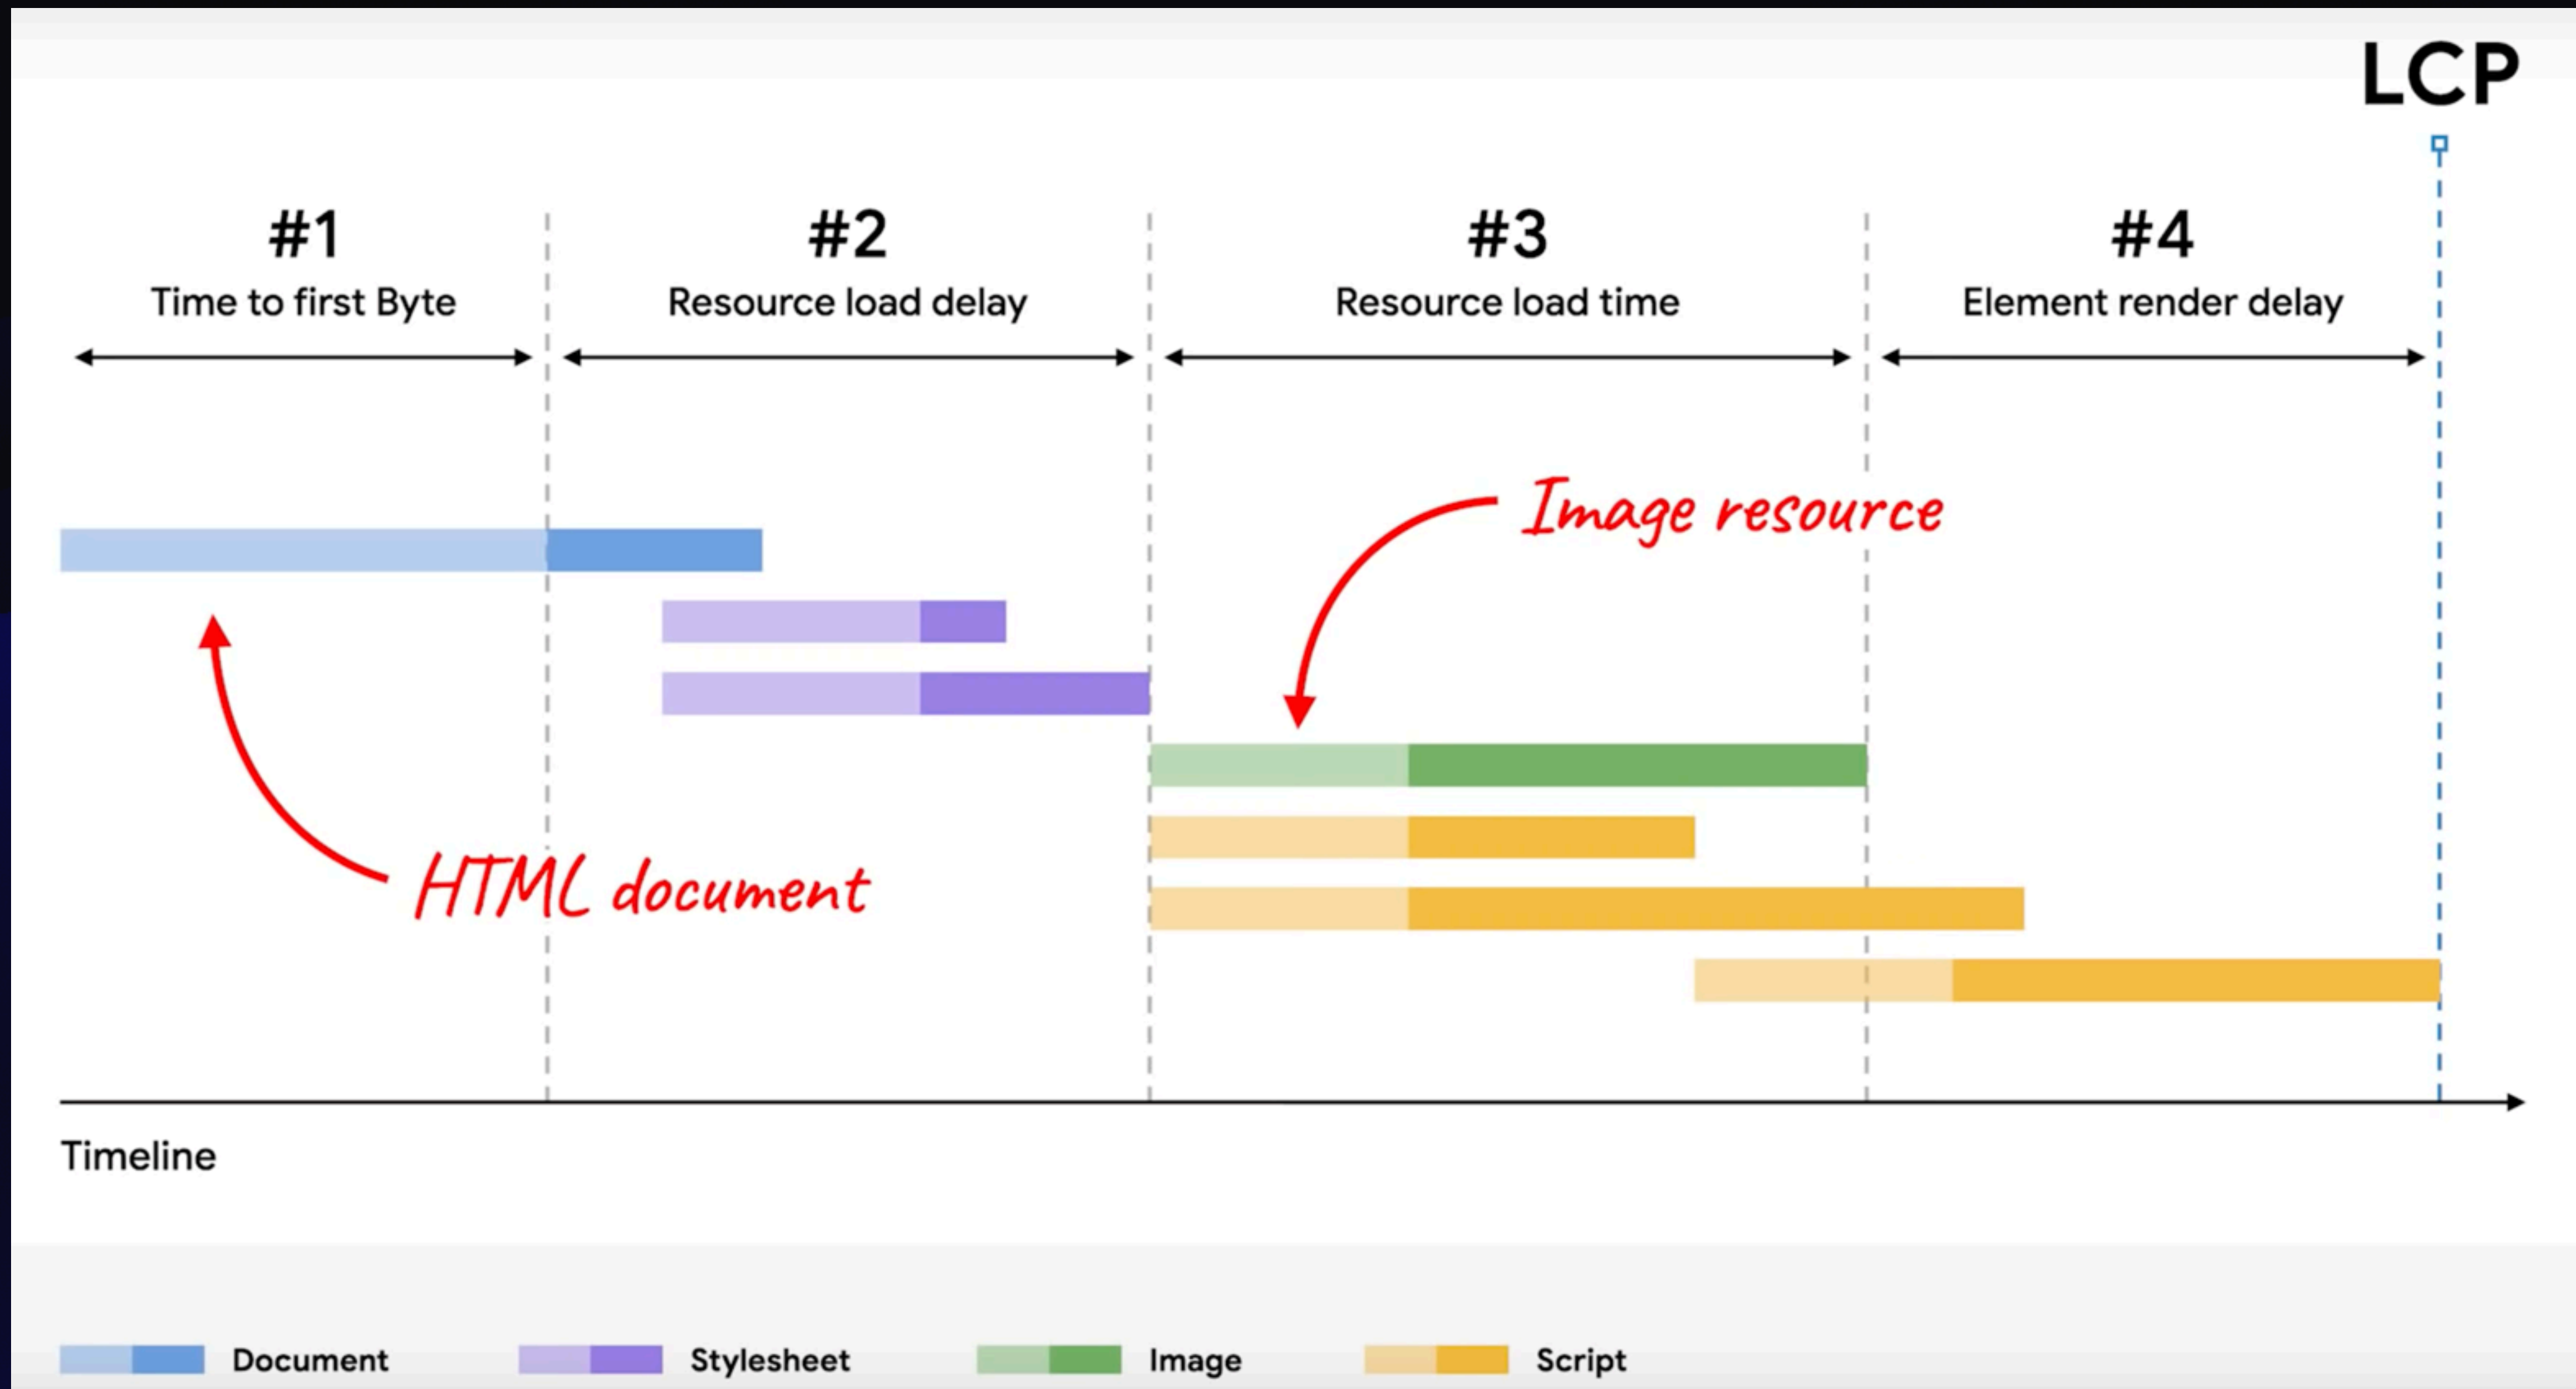 LCP
#1
Time to first Byte
#2
Resource load delay
#3
Resource load time
#4
Element render delay
Image resource
HTML document
Timeline
Document
Stylesheet
Image
Script